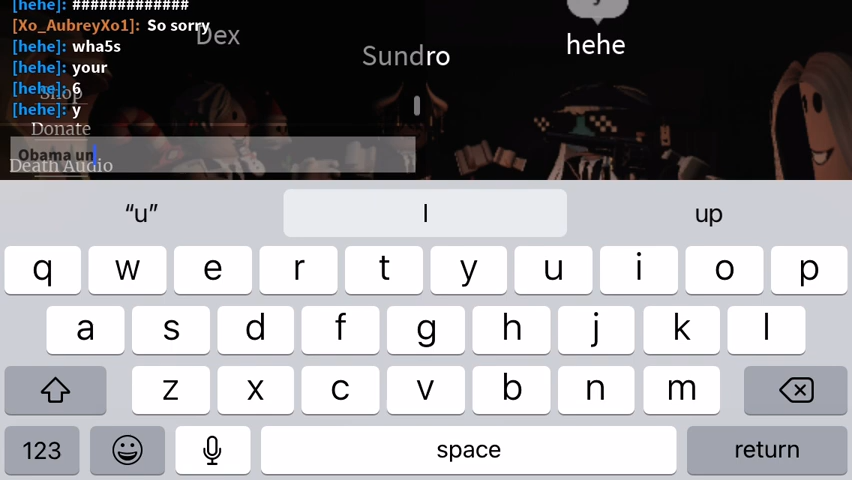 [hehe]: #############
[Xo_AubreyXo1]: So sorry
Dex
[hehe]: wha5s
Sundro
hehe
[hehe]: your
[hehe]: 6
Shop
[hehe]: y
y
Donate
Obama un
Death Audio
“u”
I
up
q w e r t y u i o p
a s d f g h j k l
z x c v b n m
123
space
return